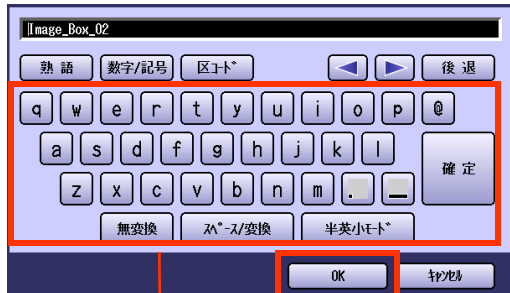 Image_Box_02
熟 語 数字/記号 区ｺｰﾄﾞ 後 退
q w e r t y u i o p @
a s d f g h j k l
確 定
z x c v b n m . _
無変換 ｽﾍﾟｰｽ/変換 半英小ﾓｰﾄﾞ
OK ｷｬﾝｾﾙ